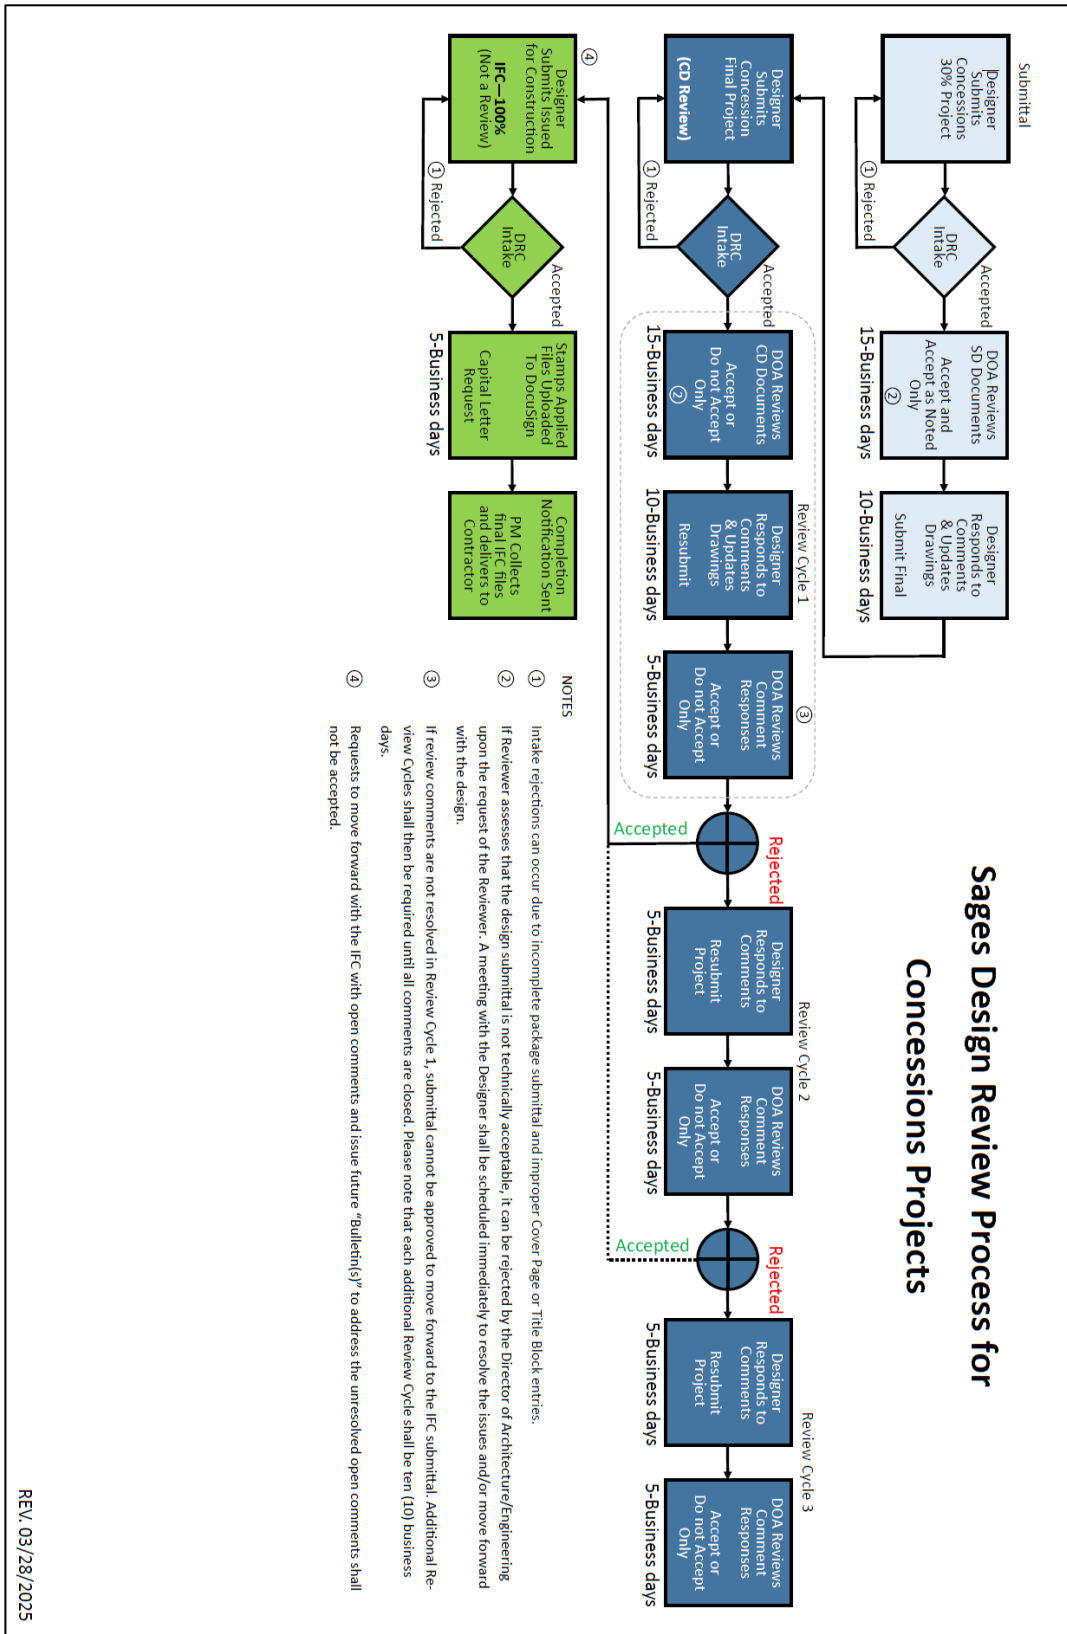 Sages Design Review Process for
Concessions Projects
Submittal
Designer
Submits
Concessions
30% Project
① Rejected
DRC
Intake
Accepted
DOA Reviews
SD Documents
Accept and
Accept as Noted
Only
②
15-Business days
Designer
Responds to
Comments
& Updates
Drawings
Submit Final
10-Business days
Designer
Submits
Concession
Final Project
(CD Review)
① Rejected
DRC
Intake
Accepted
DOA Reviews
CD Documents
Accept or
Do not Accept
Only
②
15-Business days
Review Cycle 1
Designer
Responds to
Comments
& Updates
Drawings
Resubmit
10-Business days
③
DOA Reviews
Comment
Responses
Accept or
Do not Accept
Only
5-Business days
Rejected
Accepted
Review Cycle 2
Designer
Responds to
Comments
Resubmit
Project
5-Business days
DOA Reviews
Comment
Responses
Accept or
Do not Accept
Only
5-Business days
Rejected
Accepted
Review Cycle 3
Designer
Responds to
Comments
Resubmit
Project
5-Business days
DOA Reviews
Comment
Responses
Accept or
Do not Accept
Only
5-Business days
④
Designer
Submits Issued
for Construction
IFC—100%
(Not a Review)
① Rejected
DRC
Intake
Accepted
Stamps Applied
Files Uploaded
To DocuSign
Capital Letter
Request
5-Business days
Completion
Notification Sent
PM Collects
final IFC files
and delivers to
Contractor
NOTES
① Intake rejections can occur due to incomplete package submittal and improper Cover Page or Title Block entries.
② If Reviewer assesses that the design submittal is not technically acceptable, it can be rejected by the Director of Architecture/Engineering
upon the request of the Reviewer. A meeting with the Designer shall be scheduled immediately to resolve the issues and/or move forward
with the design.
③ If review comments are not resolved in Review Cycle 1, submittal cannot be approved to move forward to the IFC submittal. Additional Re-
view Cycles shall then be required until all comments are closed. Please note that each additional Review Cycle shall be ten (10) business
days.
④ Requests to move forward with the IFC with open comments and issue future “Bulletin(s)” to address the unresolved open comments shall
not be accepted.
REV. 03/28/2025